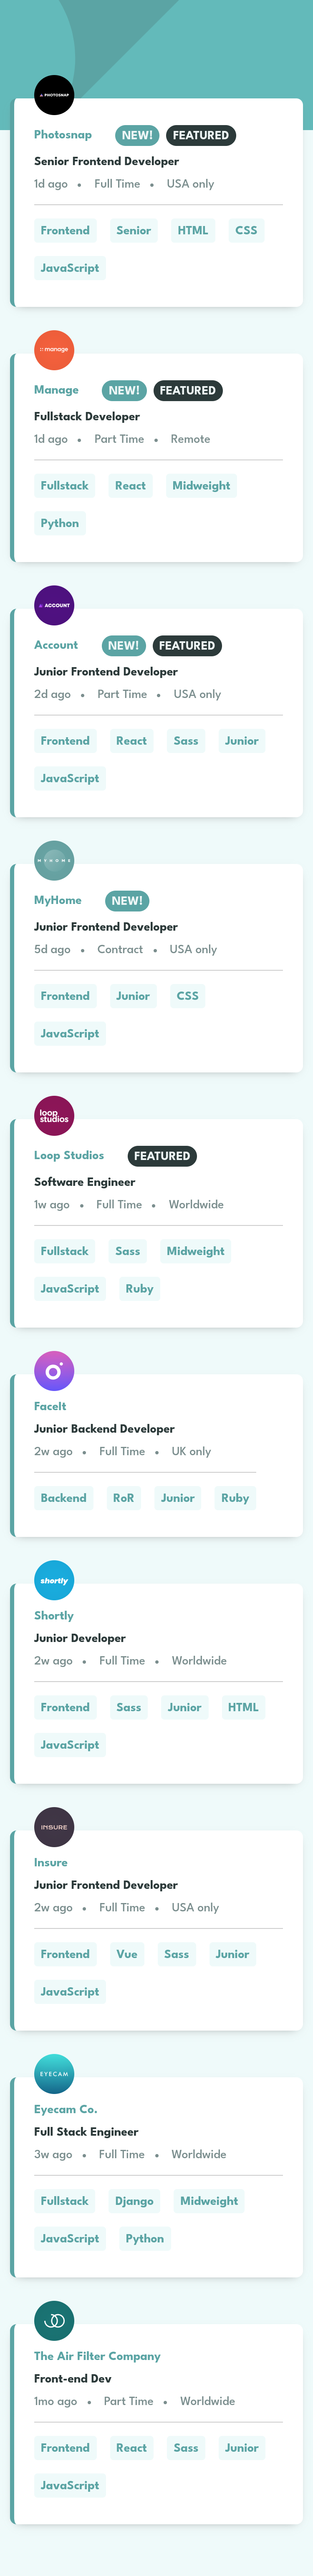 PHOTOSNAP
Photosnap NEW! FEATURED
Senior Frontend Developer
1d ago • Full Time • USA only
Frontend Senior HTML CSS
JavaScript
manage
Manage NEW! FEATURED
Fullstack Developer
1d ago • Part Time • Remote
Fullstack React Midweight
Python
ACCOUNT
Account NEW! FEATURED
Junior Frontend Developer
2d ago • Part Time • USA only
Frontend React Sass Junior
JavaScript
MYHOME
MyHome NEW!
Junior Frontend Developer
5d ago • Contract • USA only
Frontend Junior CSS
JavaScript
loop
studios
Loop Studios FEATURED
Software Engineer
1w ago • Full Time • Worldwide
Fullstack Sass Midweight
JavaScript Ruby
FaceIt
Junior Backend Developer
2w ago • Full Time • UK only
Backend RoR Junior Ruby
shortly
Shortly
Junior Developer
2w ago • Full Time • Worldwide
Frontend Sass Junior HTML
JavaScript
INSURE
Insure
Junior Frontend Developer
2w ago • Full Time • USA only
Frontend Vue Sass Junior
JavaScript
EYECAM
Eyecam Co.
Full Stack Engineer
3w ago • Full Time • Worldwide
Fullstack Django Midweight
JavaScript Python
The Air Filter Company
Front-end Dev
1mo ago • Part Time • Worldwide
Frontend React Sass Junior
JavaScript